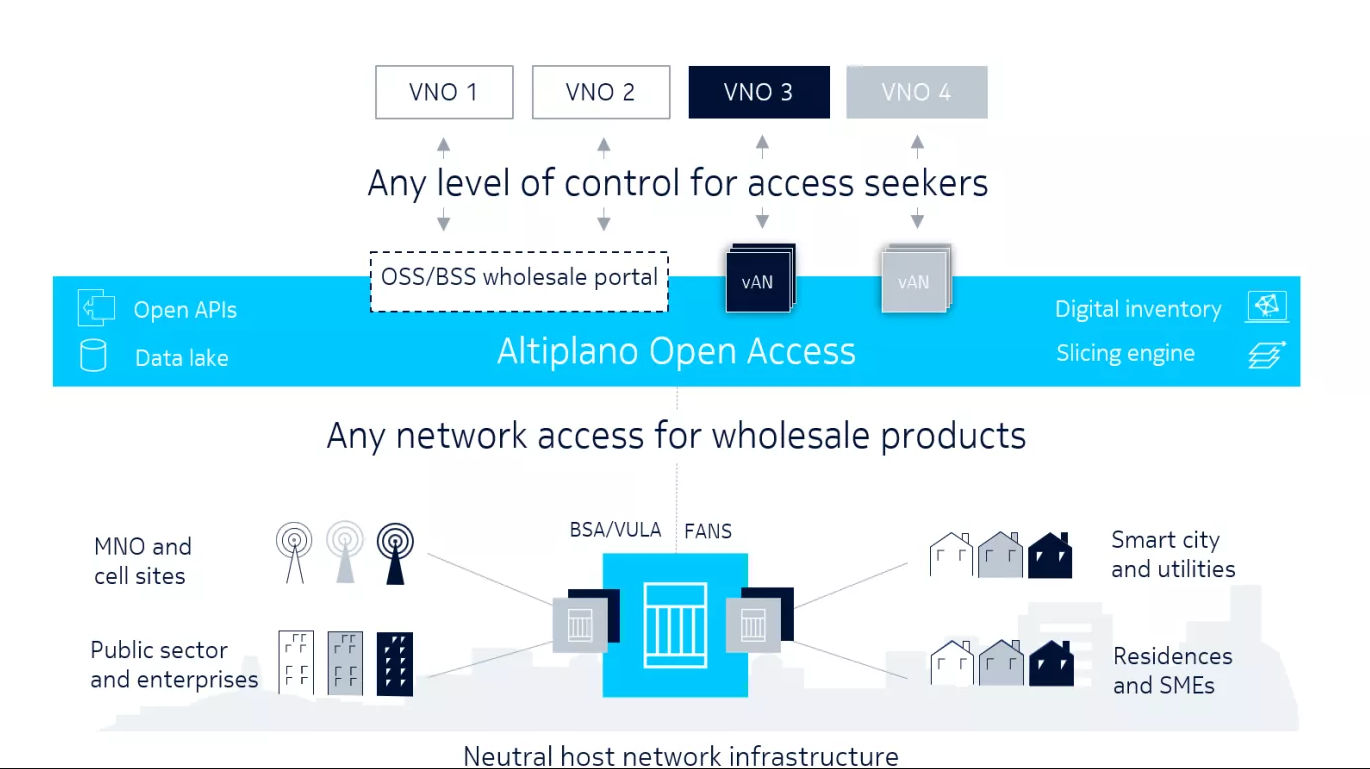 VNO 1
VNO 2
VNO 3
VNO 4
Any level of control for access seekers
OSS/BSS wholesale portal
vAN
vAN
Open APIs
Data lake
Altiplano Open Access
Digital inventory
Slicing engine
Any network access for wholesale products
BSA/VULA
FANS
MNO and
cell sites
Public sector
and enterprises
Smart city
and utilities
Residences
and SMEs
Neutral host network infrastructure